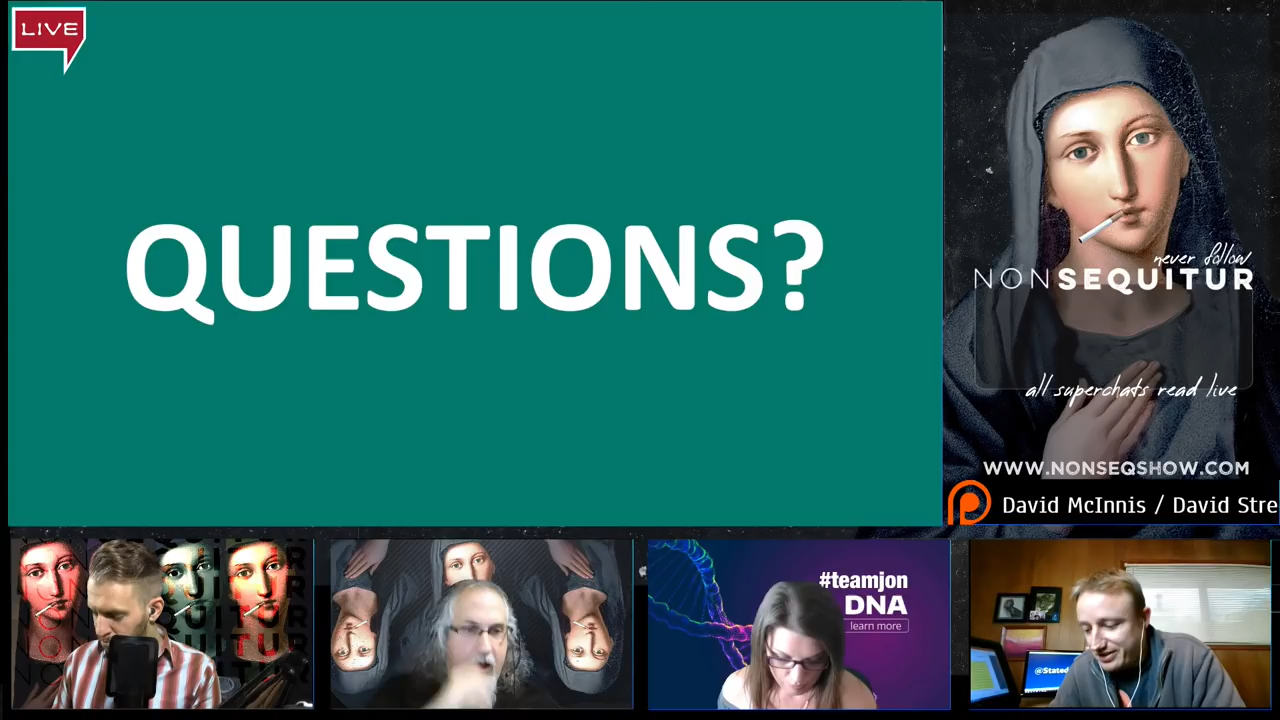 LIVE
QUESTIONS?
never follow
NONSEQUITUR
all superchats read live
WWW.NONSEQSHOW.COM
David McInnis / David Stre
#teamjon
DNA
learn more
@Stated